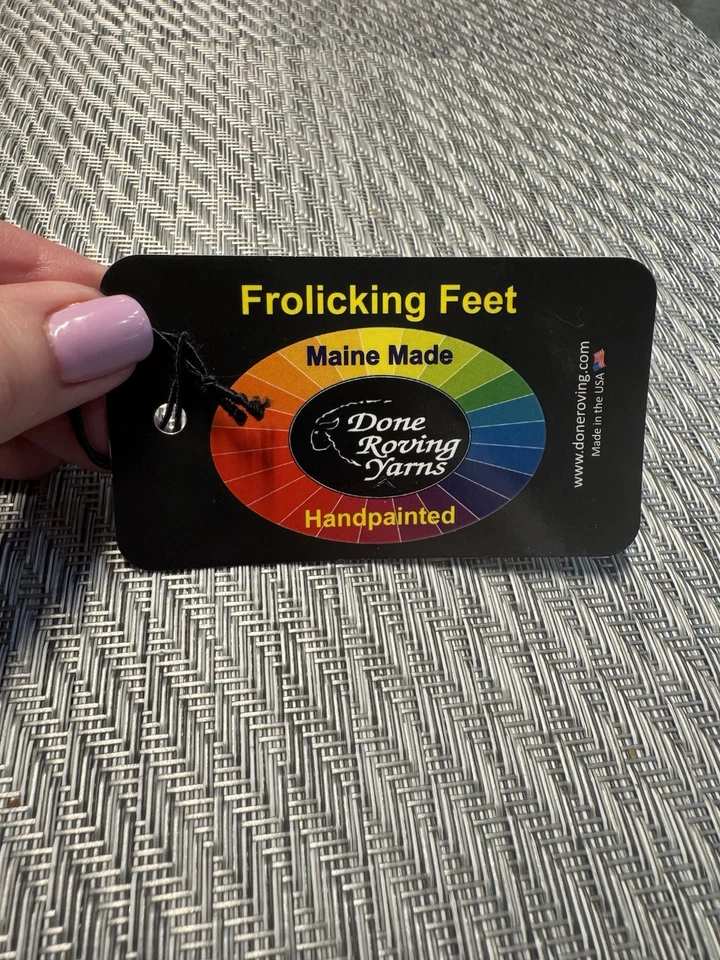 Frolicking Feet
Maine Made
Done
Roving
Yarns
Handpainted
www.doneroving.com
Made in the USA